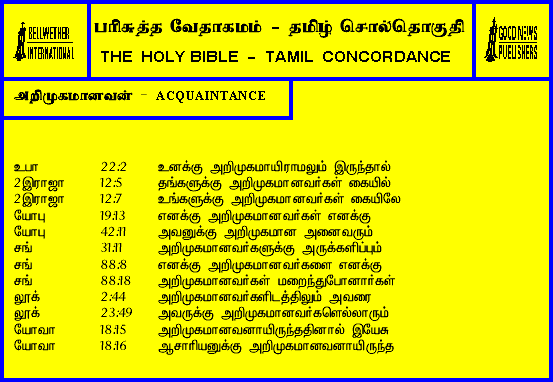 BELLWETHER
INTERNATIONAL
பரிசுத்த வேதாகமம் - தமிழ் சொல்தொகுதி
THE HOLY BIBLE - TAMIL CONCORDANCE
GOOD NEWS
PUBLISHERS
அறிமுகமானவன் - ACQUAINTANCE
உபா 22:2 உனக்கு அறிமுகமாயிராமலும் இருந்தால்
2இராஜா 12:5 தங்களுக்கு அறிமுகமானவர்கள் கையில்
2இராஜா 12:7 உங்களுக்கு அறிமுகமானவர்கள் கையிலே
யோபு 19:13 எனக்கு அறிமுகமானவர்கள் எனக்கு
யோபு 42:11 அவனுக்கு அறிமுகமான அனைவரும்
சங் 31:11 அறிமுகமானவர்களுக்கு அருக்களிப்பும்
சங் 88:8 எனக்கு அறிமுகமானவர்களை எனக்கு
சங் 88:18 அறிமுகமானவர்கள் மறைந்துபோனார்கள்
லூக் 2:44 அறிமுகமானவர்களிடத்திலும் அவரை
லூக் 23:49 அவருக்கு அறிமுகமானவர்களெல்லாரும்
யோவா 18:15 அறிமுகமானவனாயிருந்ததினால் இயேசு
யோவா 18:16 ஆசாரியனுக்கு அறிமுகமானவனாயிருந்த